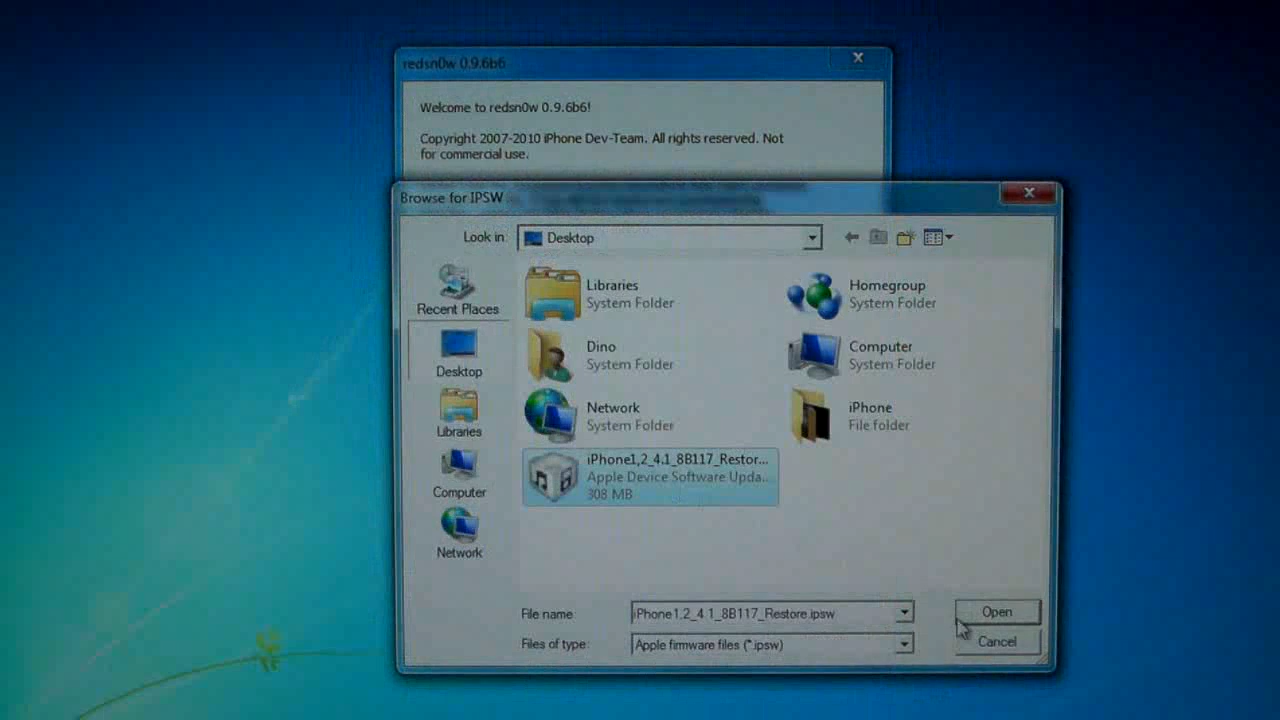 redsn0w 0.9.6b6
Welcome to redsn0w 0.9.6b6!
Copyright 2007-2010 iPhone Dev-Team. All rights reserved. Not
for commercial use.
Browse for IPSW
Look in:
Desktop
Recent Places
Desktop
Libraries
Computer
Network
Libraries
System Folder
Homegroup
System Folder
Dino
System Folder
Computer
System Folder
Network
System Folder
iPhone
File folder
iPhone1,2_4.1_8B117_Restor...
Apple Device Software Upda...
308 MB
File name:
iPhone1,2_4.1_8B117_Restore.ipsw
Open
Files of type:
Apple firmware files (*.ipsw)
Cancel